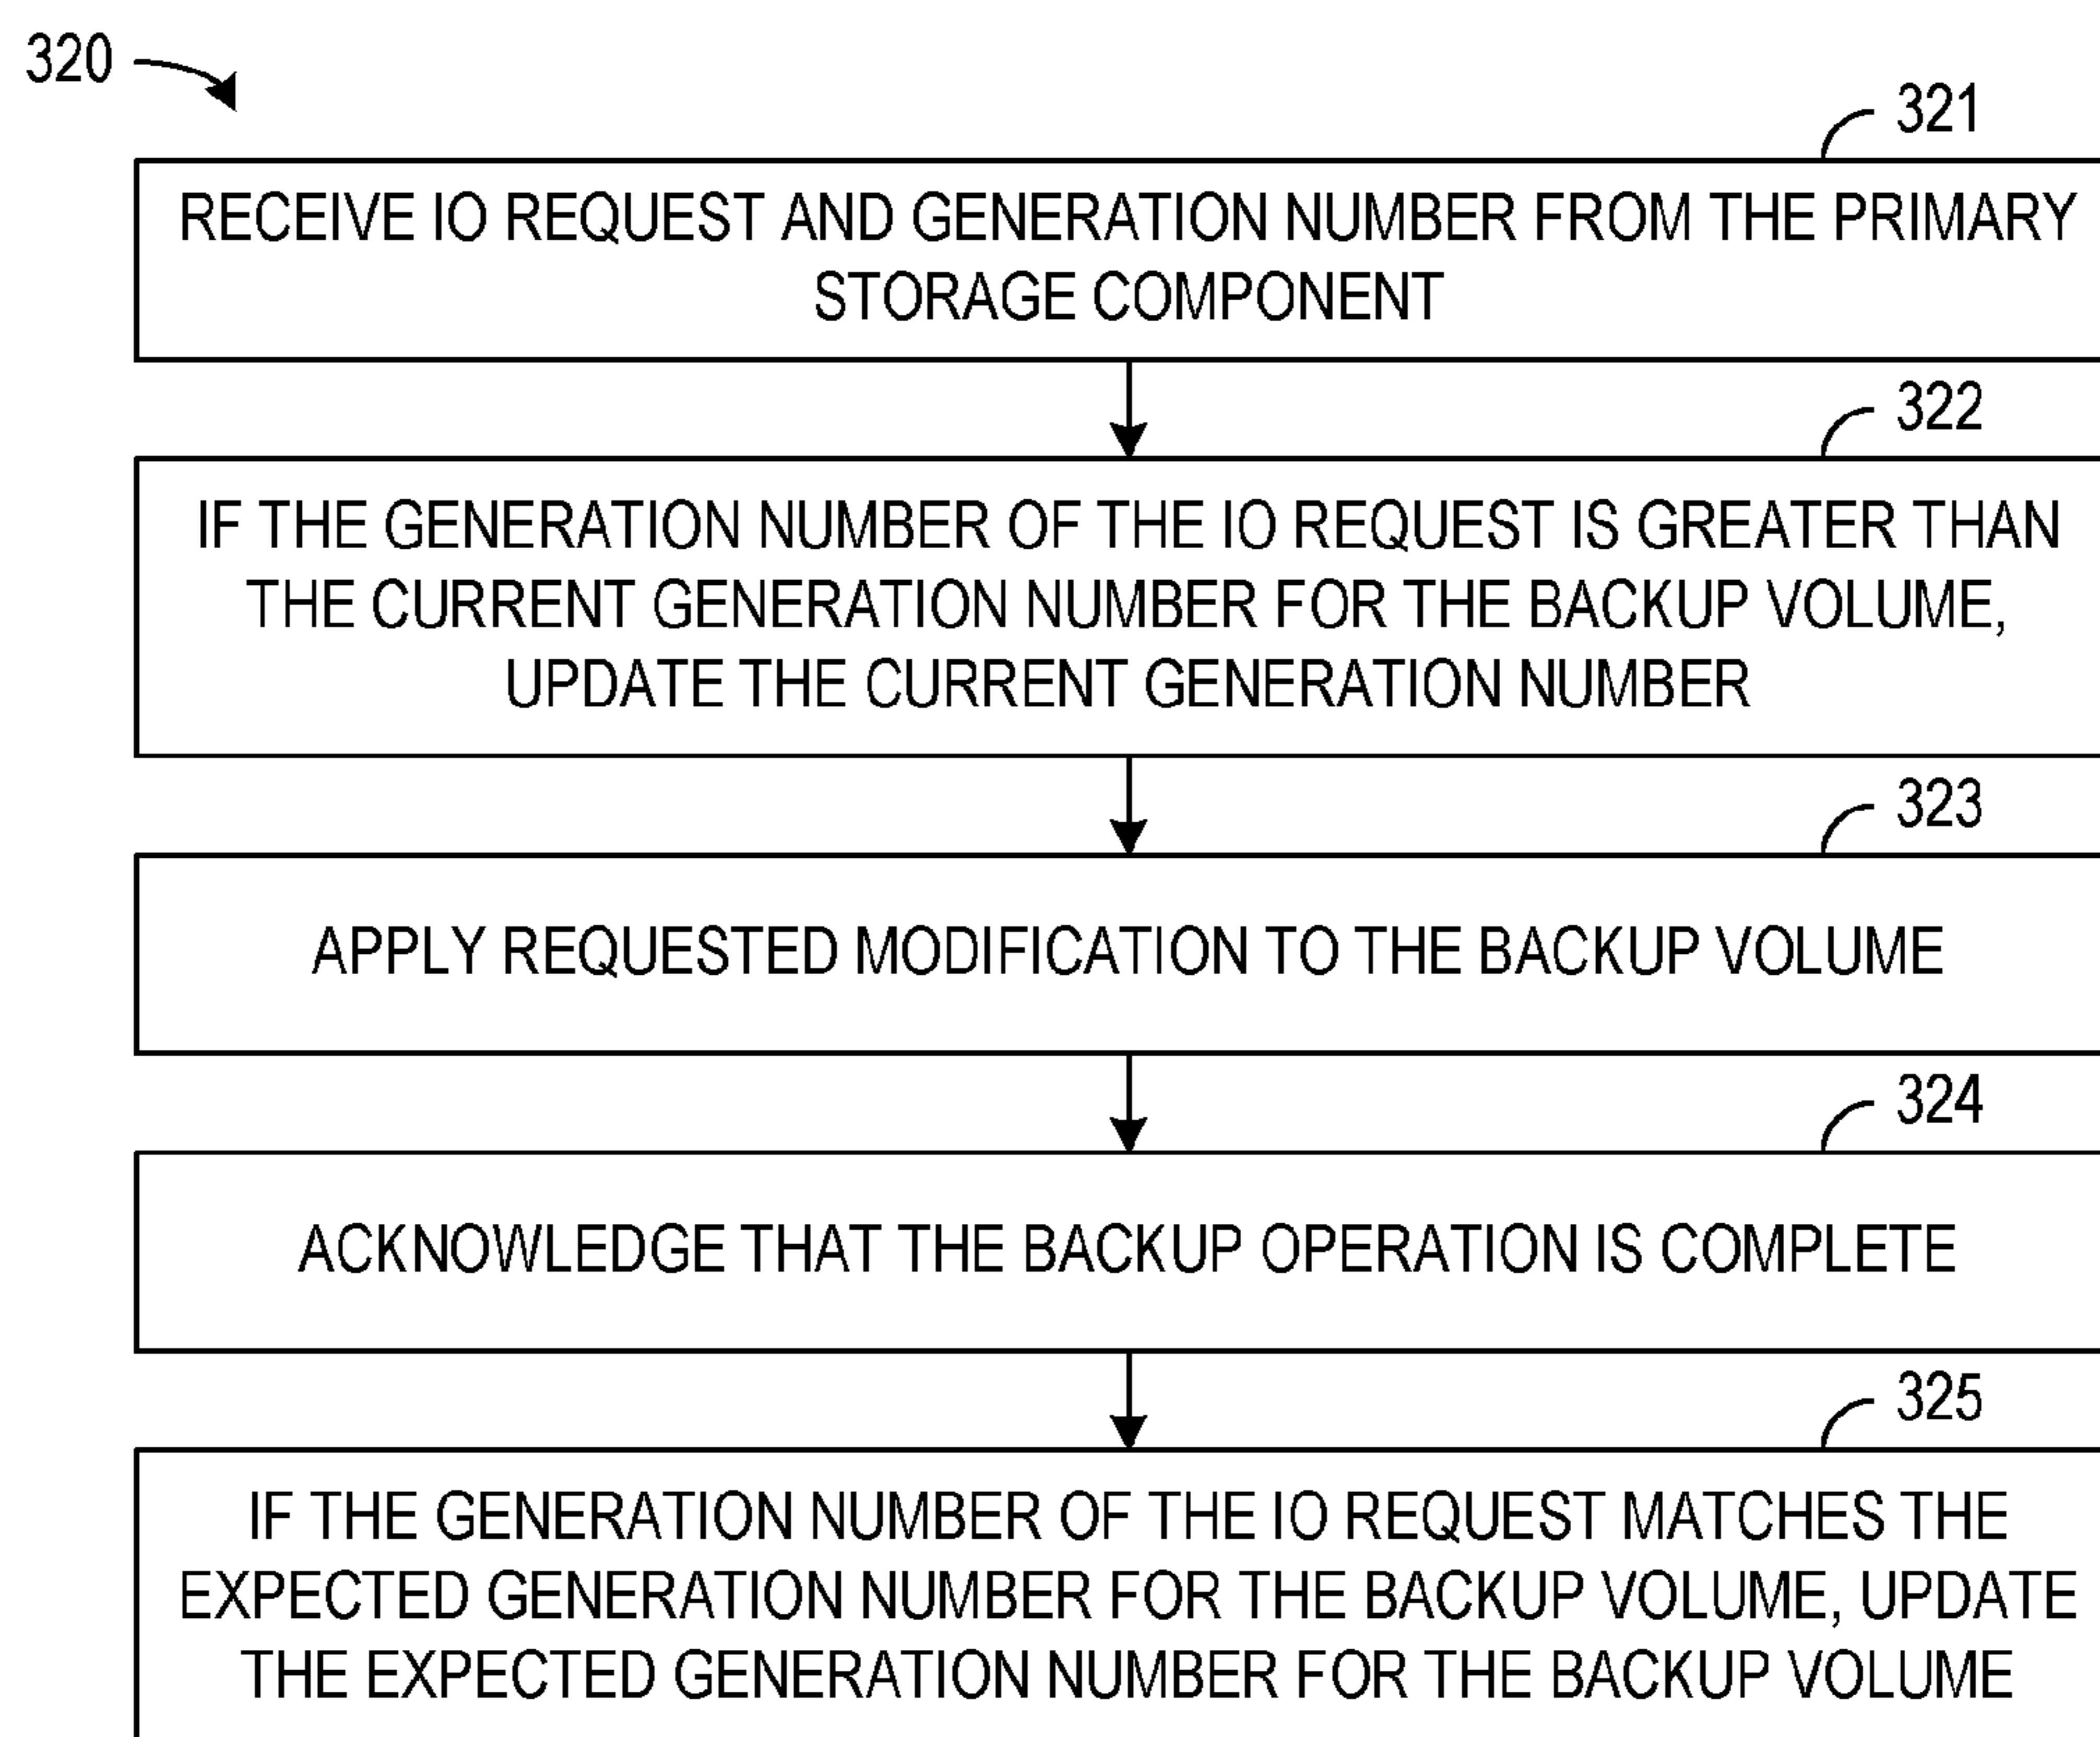 320
321
RECEIVE IO REQUEST AND GENERATION NUMBER FROM THE PRIMARY
STORAGE COMPONENT
322
IF THE GENERATION NUMBER OF THE IO REQUEST IS GREATER THAN
THE CURRENT GENERATION NUMBER FOR THE BACKUP VOLUME,
UPDATE THE CURRENT GENERATION NUMBER
323
APPLY REQUESTED MODIFICATION TO THE BACKUP VOLUME
324
ACKNOWLEDGE THAT THE BACKUP OPERATION IS COMPLETE
325
IF THE GENERATION NUMBER OF THE IO REQUEST MATCHES THE
EXPECTED GENERATION NUMBER FOR THE BACKUP VOLUME, UPDATE
THE EXPECTED GENERATION NUMBER FOR THE BACKUP VOLUME